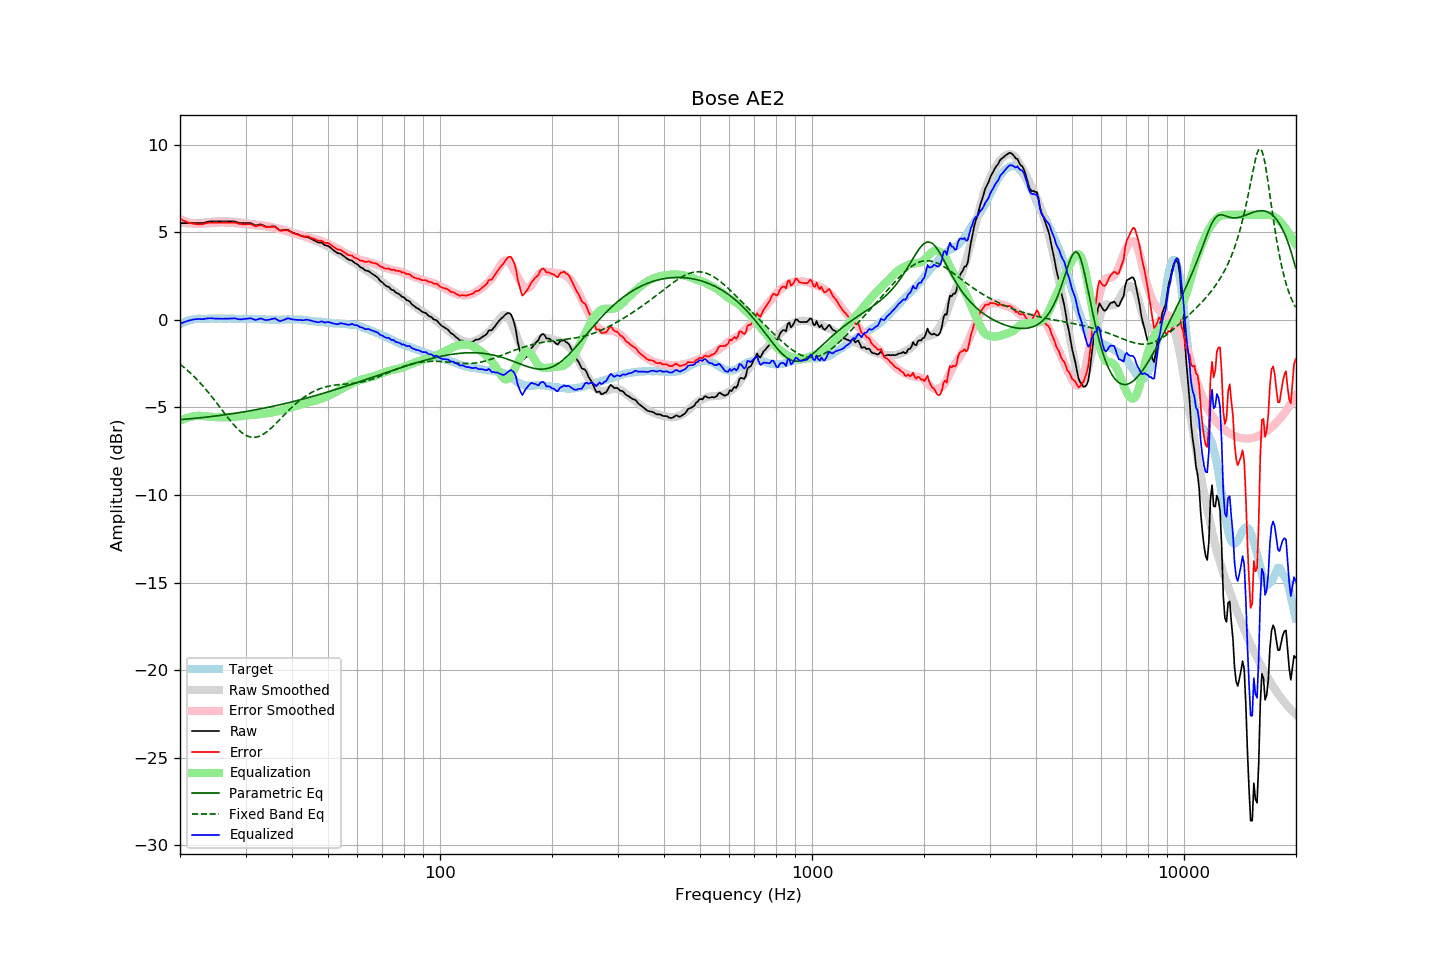 Bose AE2
10
5
0
−5
−10
−15
−20
−25
−30
Amplitude (dBr)
Target
Raw Smoothed
Error Smoothed
Raw
Error
Equalization
Parametric Eq
Fixed Band Eq
Equalized
100
1000
10000
Frequency (Hz)